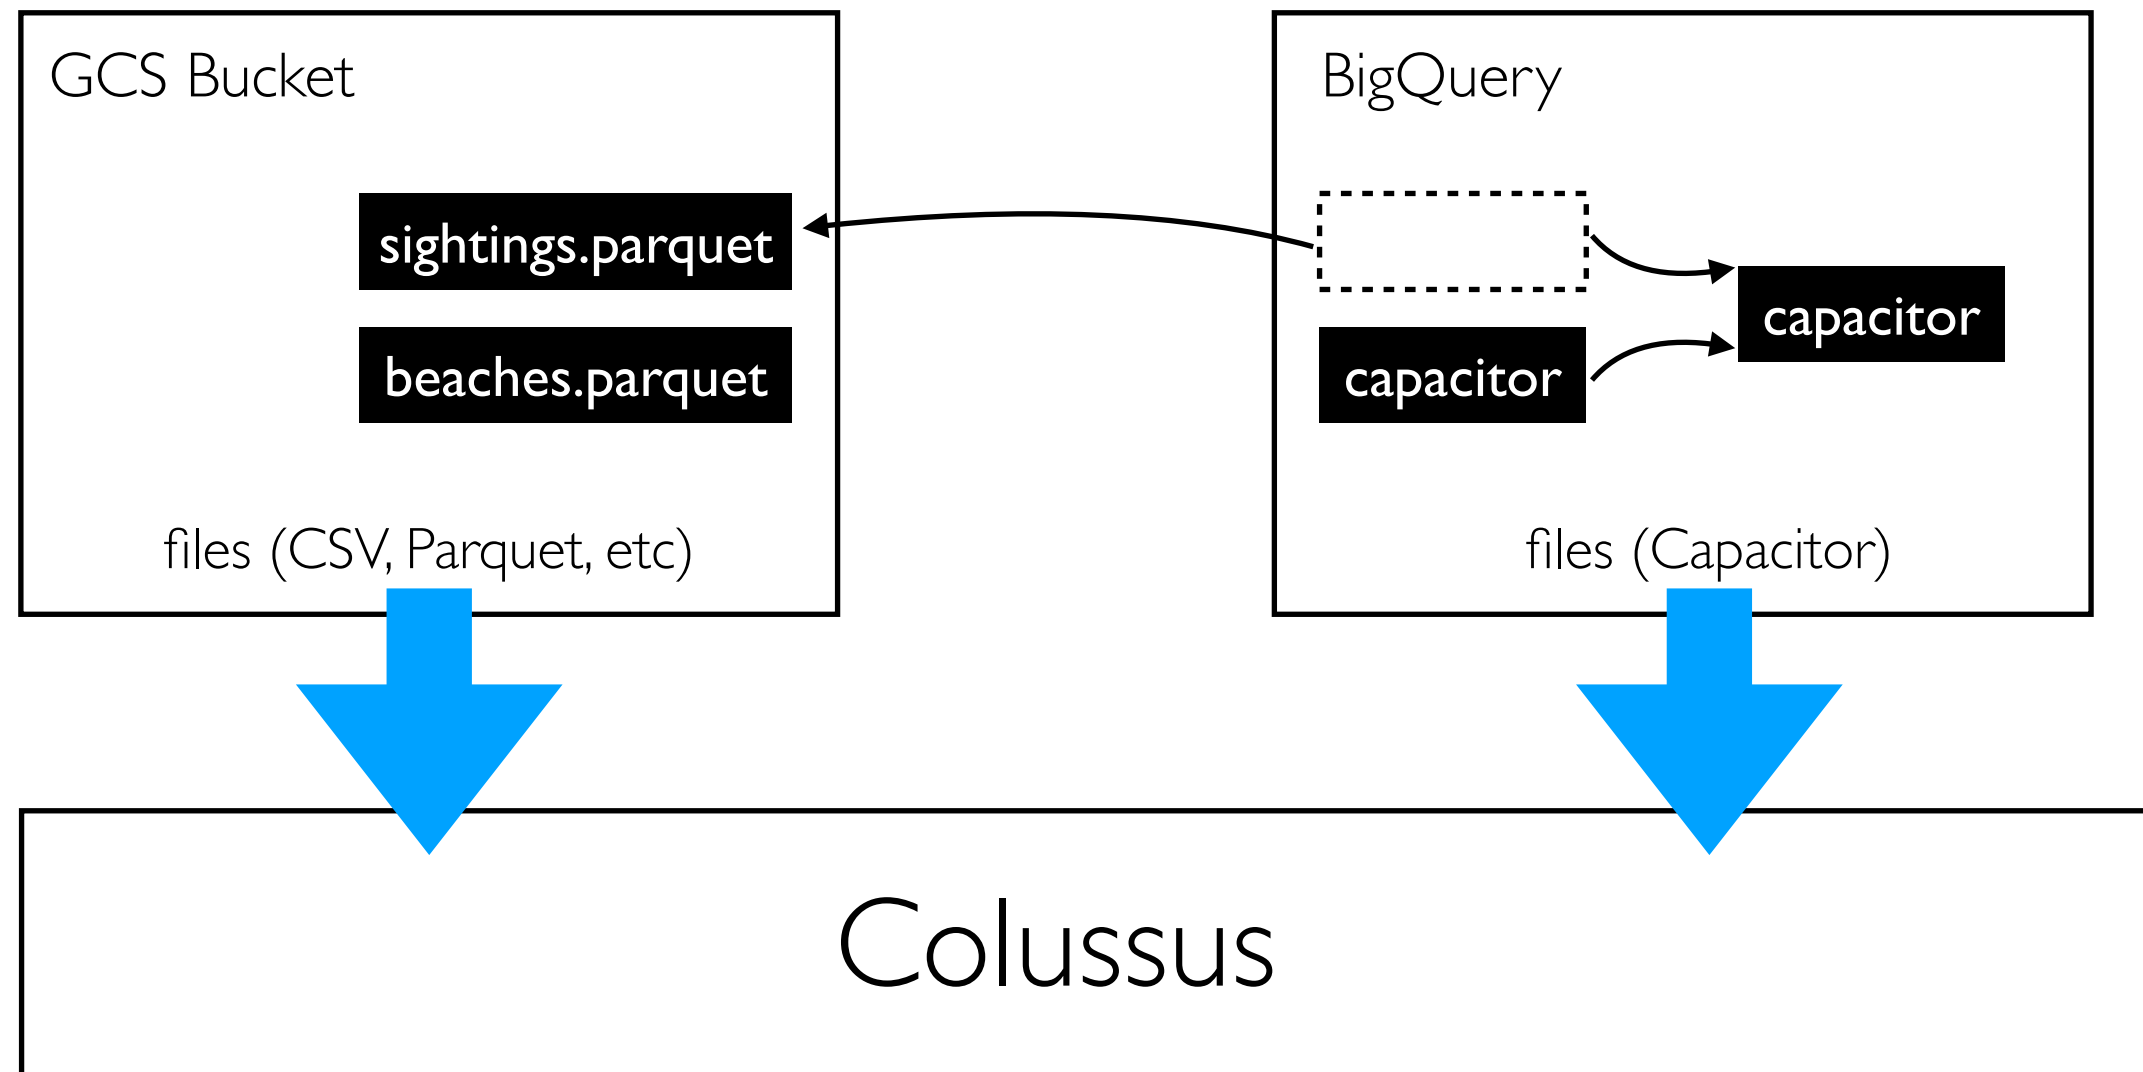 GCS Bucket
sightings.parquet
beaches.parquet
files (CSV, Parquet, etc)
BigQuery
capacitor
capacitor
files (Capacitor)
Colussus